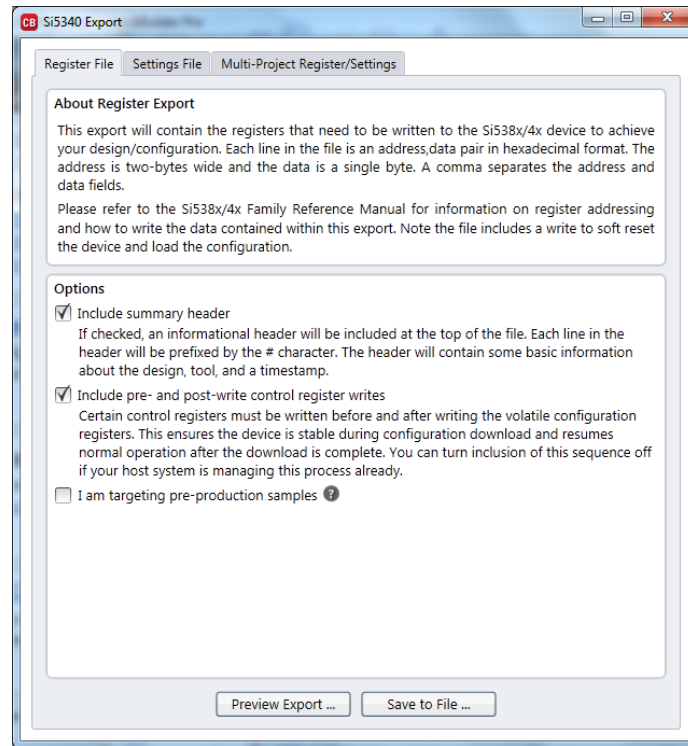 CB Si5340 Export
Register File Settings File Multi-Project Register/Settings
About Register Export
This export will contain the registers that need to be written to the Si538x/4x device to achieve
your design/configuration. Each line in the file is an address,data pair in hexadecimal format. The
address is two-bytes wide and the data is a single byte. A comma separates the address and
data fields.
Please refer to the Si538x/4x Family Reference Manual for information on register addressing
and how to write the data contained within this export. Note the file includes a write to soft reset
the device and load the configuration.
Options
Include summary header
If checked, an informational header will be included at the top of the file. Each line in the
header will be prefixed by the # character. The header will contain some basic information
about the design, tool, and a timestamp.
Include pre- and post-write control register writes
Certain control registers must be written before and after writing the volatile configuration
registers. This ensures the device is stable during configuration download and resumes
normal operation after the download is complete. You can turn inclusion of this sequence off
if your host system is managing this process already.
I am targeting pre-production samples ?
Preview Export ... Save to File ...